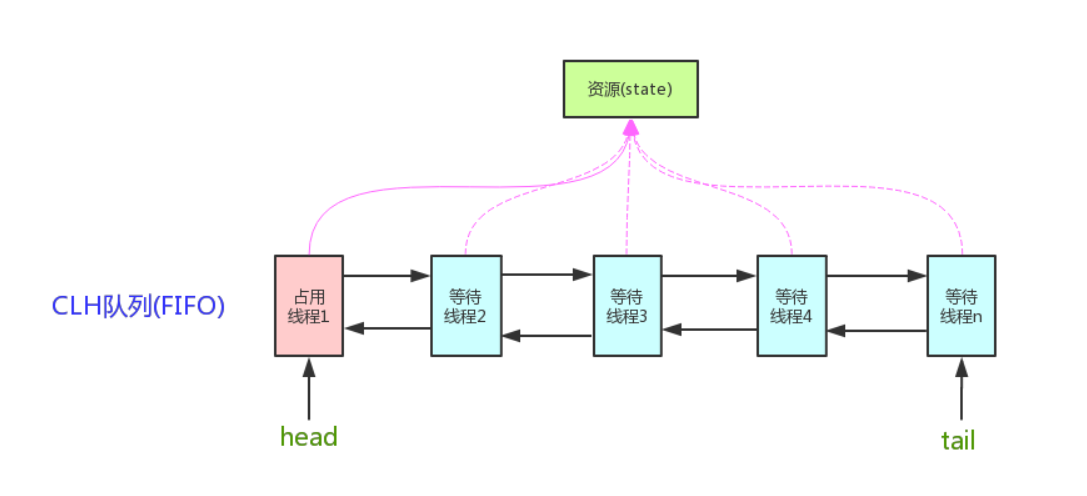 资源(state)
CLH队列(FIFO)
占用
线程1
等待
线程2
等待
线程3
等待
线程4
等待
线程n
head
tail